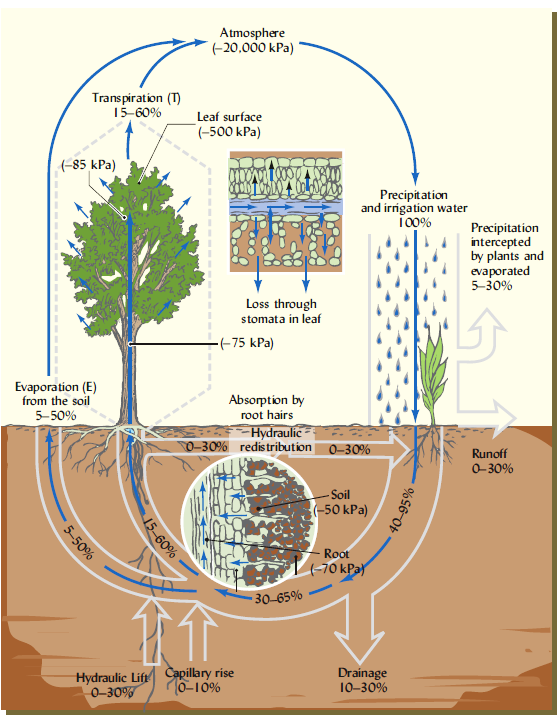 Atmosphere
(–20,000 kPa)
Transpiration (T)
15–60%
Leaf surface
(–500 kPa)
(–85 kPa)
Precipitation
and irrigation water
100%
Precipitation
intercepted
by plants and
evaporated
5–30%
Loss through
stomata in leaf
(–75 kPa)
Evaporation (E)
from the soil
5–50%
Absorption by
root hairs
Hydraulic
redistribution
0–30%
0–30%
Runoff
0–30%
Soil
(–50 kPa)
Root
(–70 kPa)
40–95%
5–50%
15–60%
30–65%
Hydraulic Lift
0–30%
Capillary rise
0–10%
Drainage
10–30%